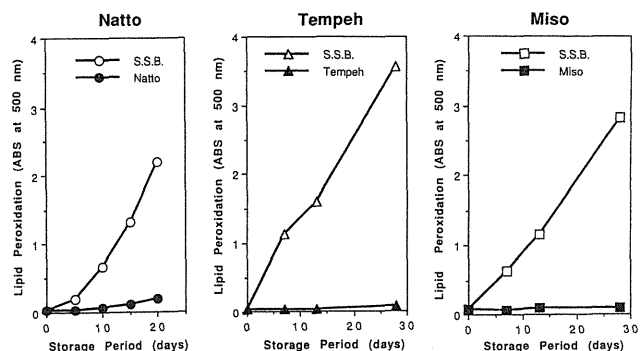 Natto
Lipid Peroxidation (ABS at 500 nm)
4
3
2
1
0
S.S.B.
Natto
0
10
20
Storage Period (days)
Tempeh
Lipid Peroxidation (ABS at 500 nm)
4
3
2
1
0
S.S.B.
Tempeh
0
10
20
30
Storage Period (days)
Miso
Lipid Peroxidation (ABS at 500 nm)
4
3
2
1
0
S.S.B.
Miso
0
10
20
30
Storage Period (days)